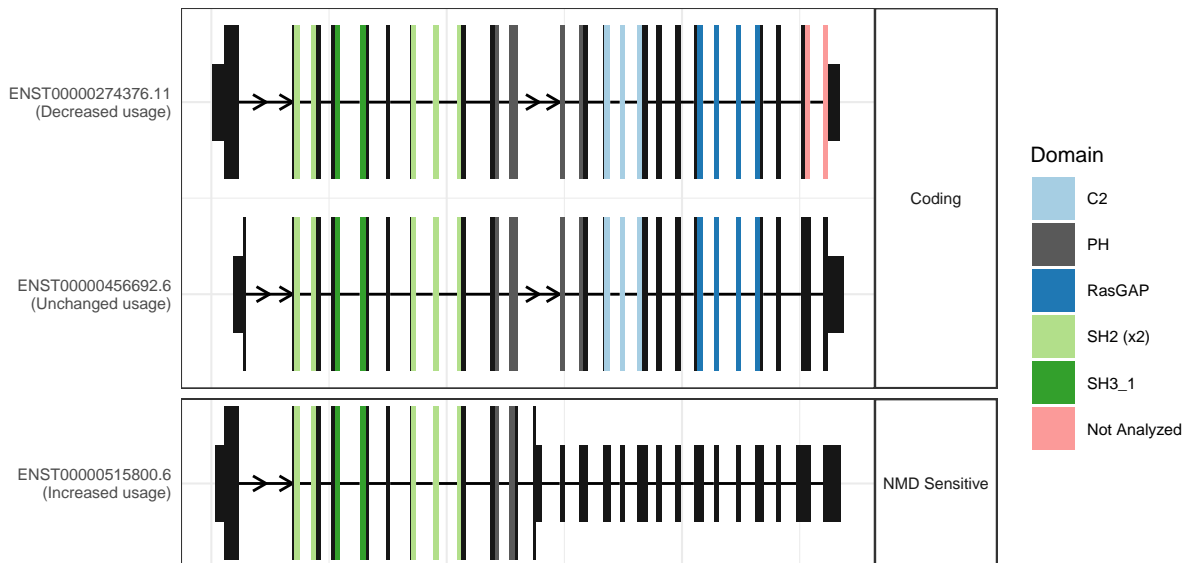 ENST00000274376.11
(Decreased usage)
Coding
ENST00000456692.6
(Unchanged usage)
ENST00000515800.6
(Increased usage)
NMD Sensitive
Domain
C2
PH
RasGAP
SH2 (x2)
SH3_1
Not Analyzed